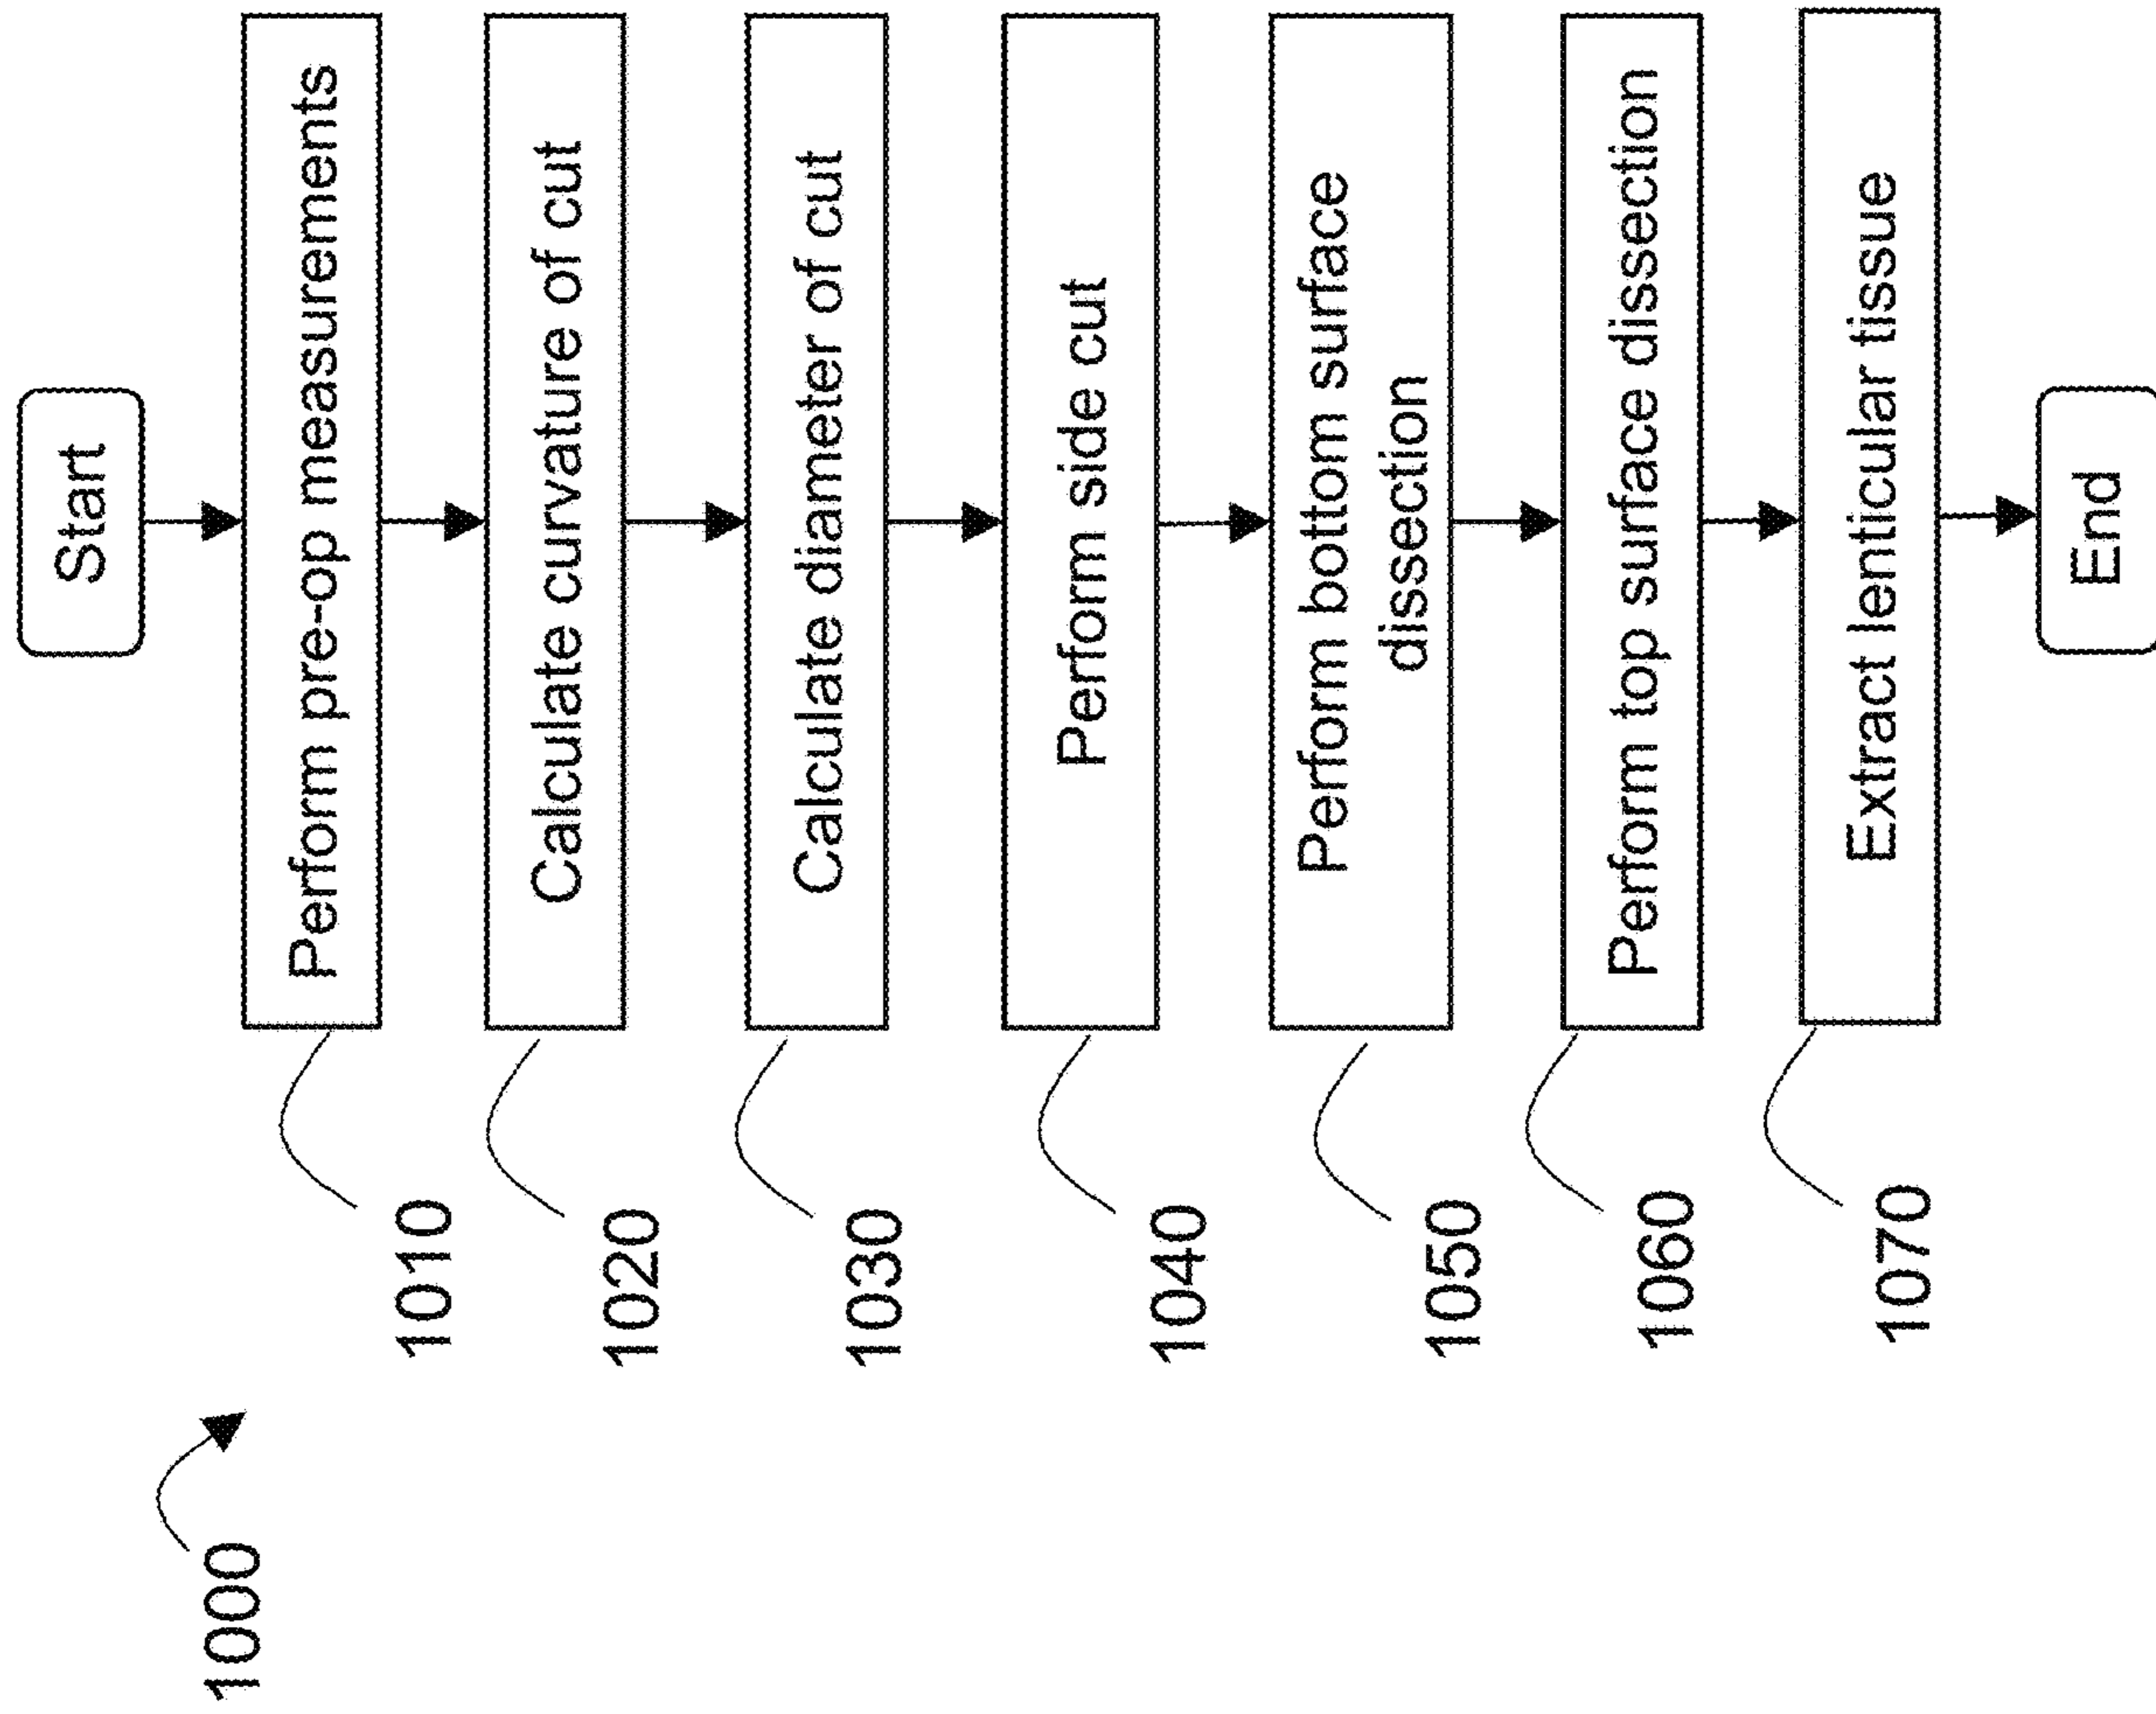 1000
Start
1010
Perform pre-op measurements
1020
Calculate curvature of cut
1030
Calculate diameter of cut
1040
Perform side cut
1050
Perform bottom surface
dissection
1060
Perform top surface dissection
1070
Extract lenticular tissue
End